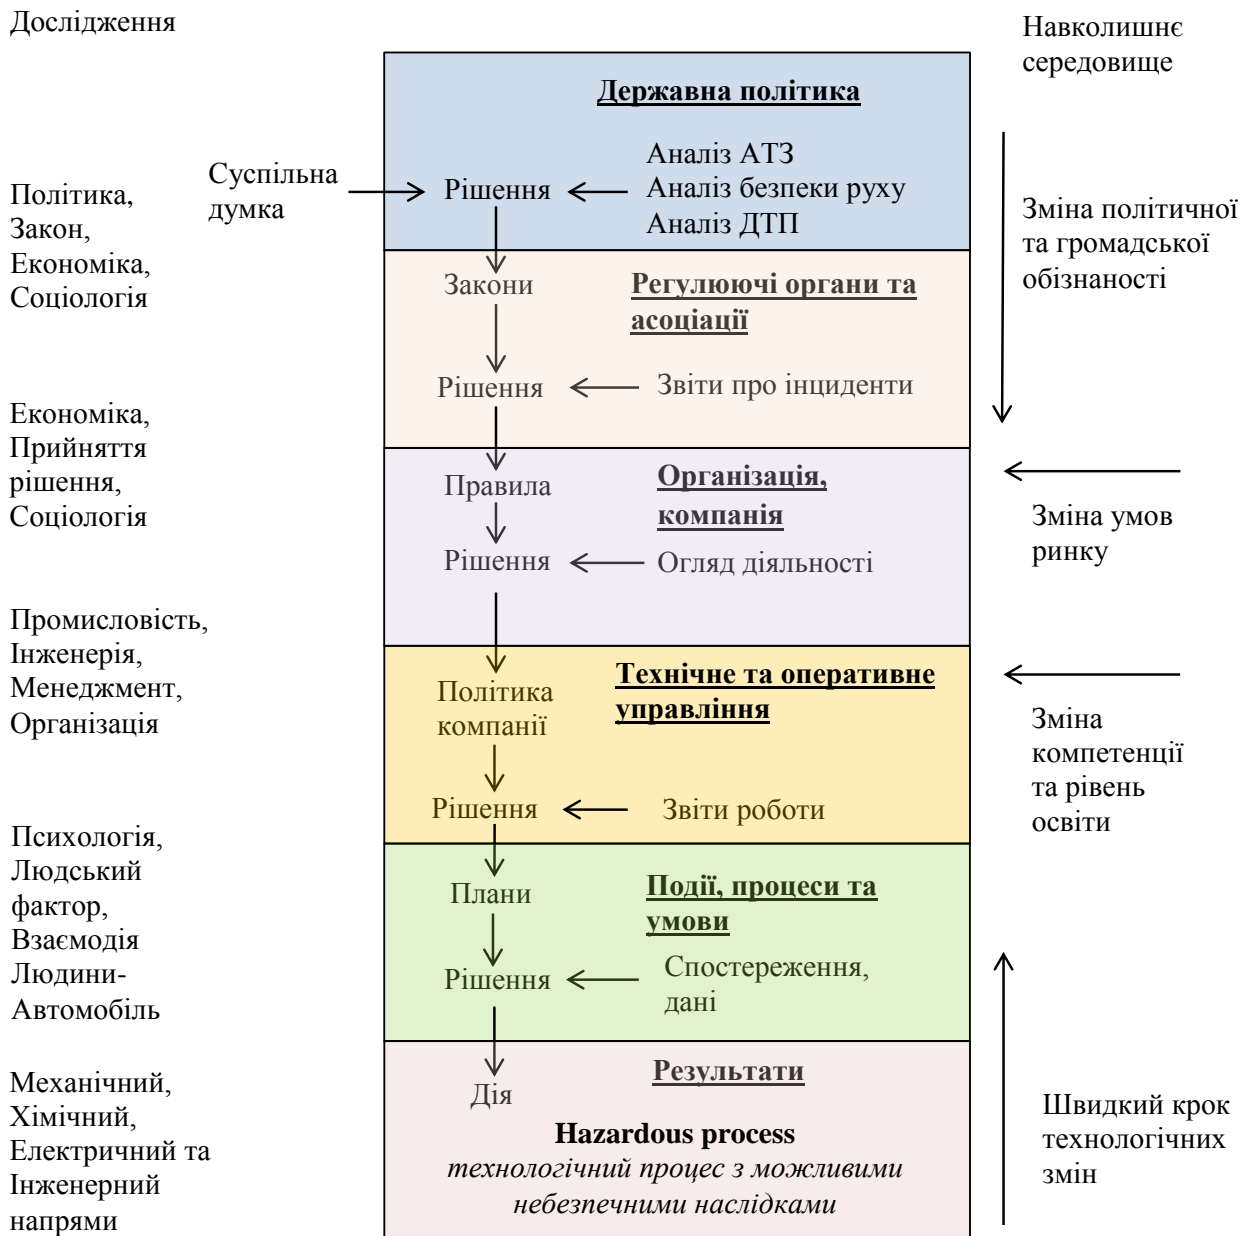 Дослідження
Навколишнє
середовище
Державна політика
Суспільна
думка
Рішення
Аналіз АТЗ
Аналіз безпеки руху
Аналіз ДТП
Політика,
Закон,
Економіка,
Соціологія
Зміна політичної
та громадської
обізнаності
Закони
Регулюючі органи та
асоціації
Рішення
Звіти про інциденти
Економіка,
Прийняття
рішення,
Соціологія
Правила
Організація,
компанія
Рішення
Огляд діяльності
Зміна умов
ринку
Промисловість,
Інженерія,
Менеджмент,
Організація
Політика
компанії
Технічне та оперативне
управління
Рішення
Звіти роботи
Зміна
компетенції
та рівень
освіти
Психологія,
Людський
фактор,
Взаємодія
Людини-
Автомобіль
Плани
Події, процеси та
умови
Рішення
Спостереження,
дані
Механічний,
Хімічний,
Електричний та
Інженерний
напрями
Дія
Результати
Hazardous process
технологічний процес з можливими
небезпечними наслідками
Швидкий крок
технологічних
змін